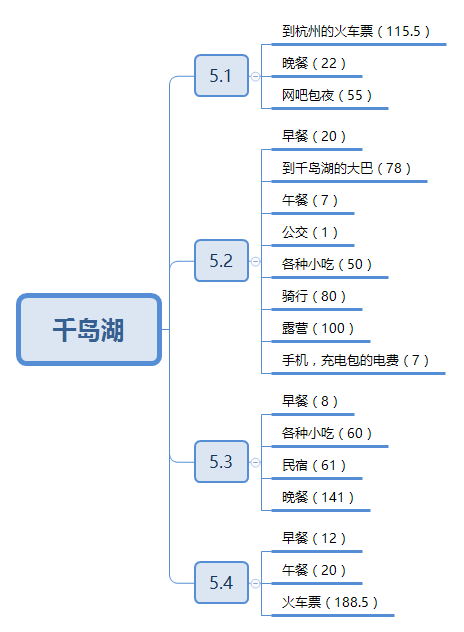 千岛湖
5.1
到杭州的火车票（115.5）
晚餐（22）
网吧包夜（55）
5.2
早餐（20）
到千岛湖的大巴（78）
午餐（7）
公交（1）
各种小吃（50）
骑行（80）
露营（100）
手机，充电包的电费（7）
5.3
早餐（8）
各种小吃（60）
民宿（61）
晚餐（141）
5.4
早餐（12）
午餐（20）
火车票（188.5）